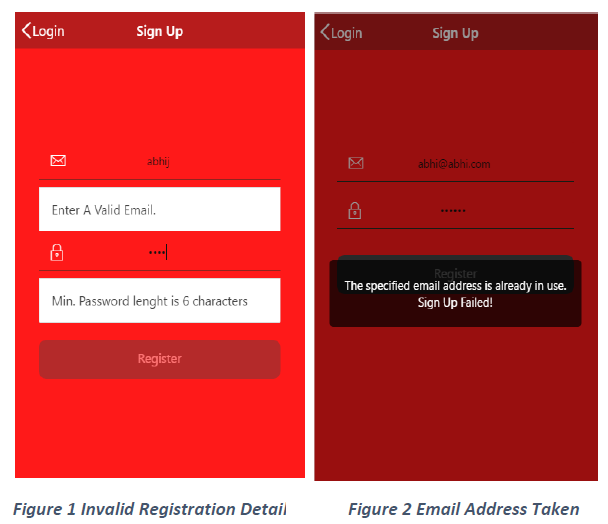 Login
Sign Up
abhij
Enter A Valid Email.
••••
Min. Password lenght is 6 characters
Register
Figure 1 Invalid Registration Detail
Login
Sign Up
abhi@abhi.com
••••••
Register
The specified email address is already in use.
Sign Up Failed!
Figure 2 Email Address Taken